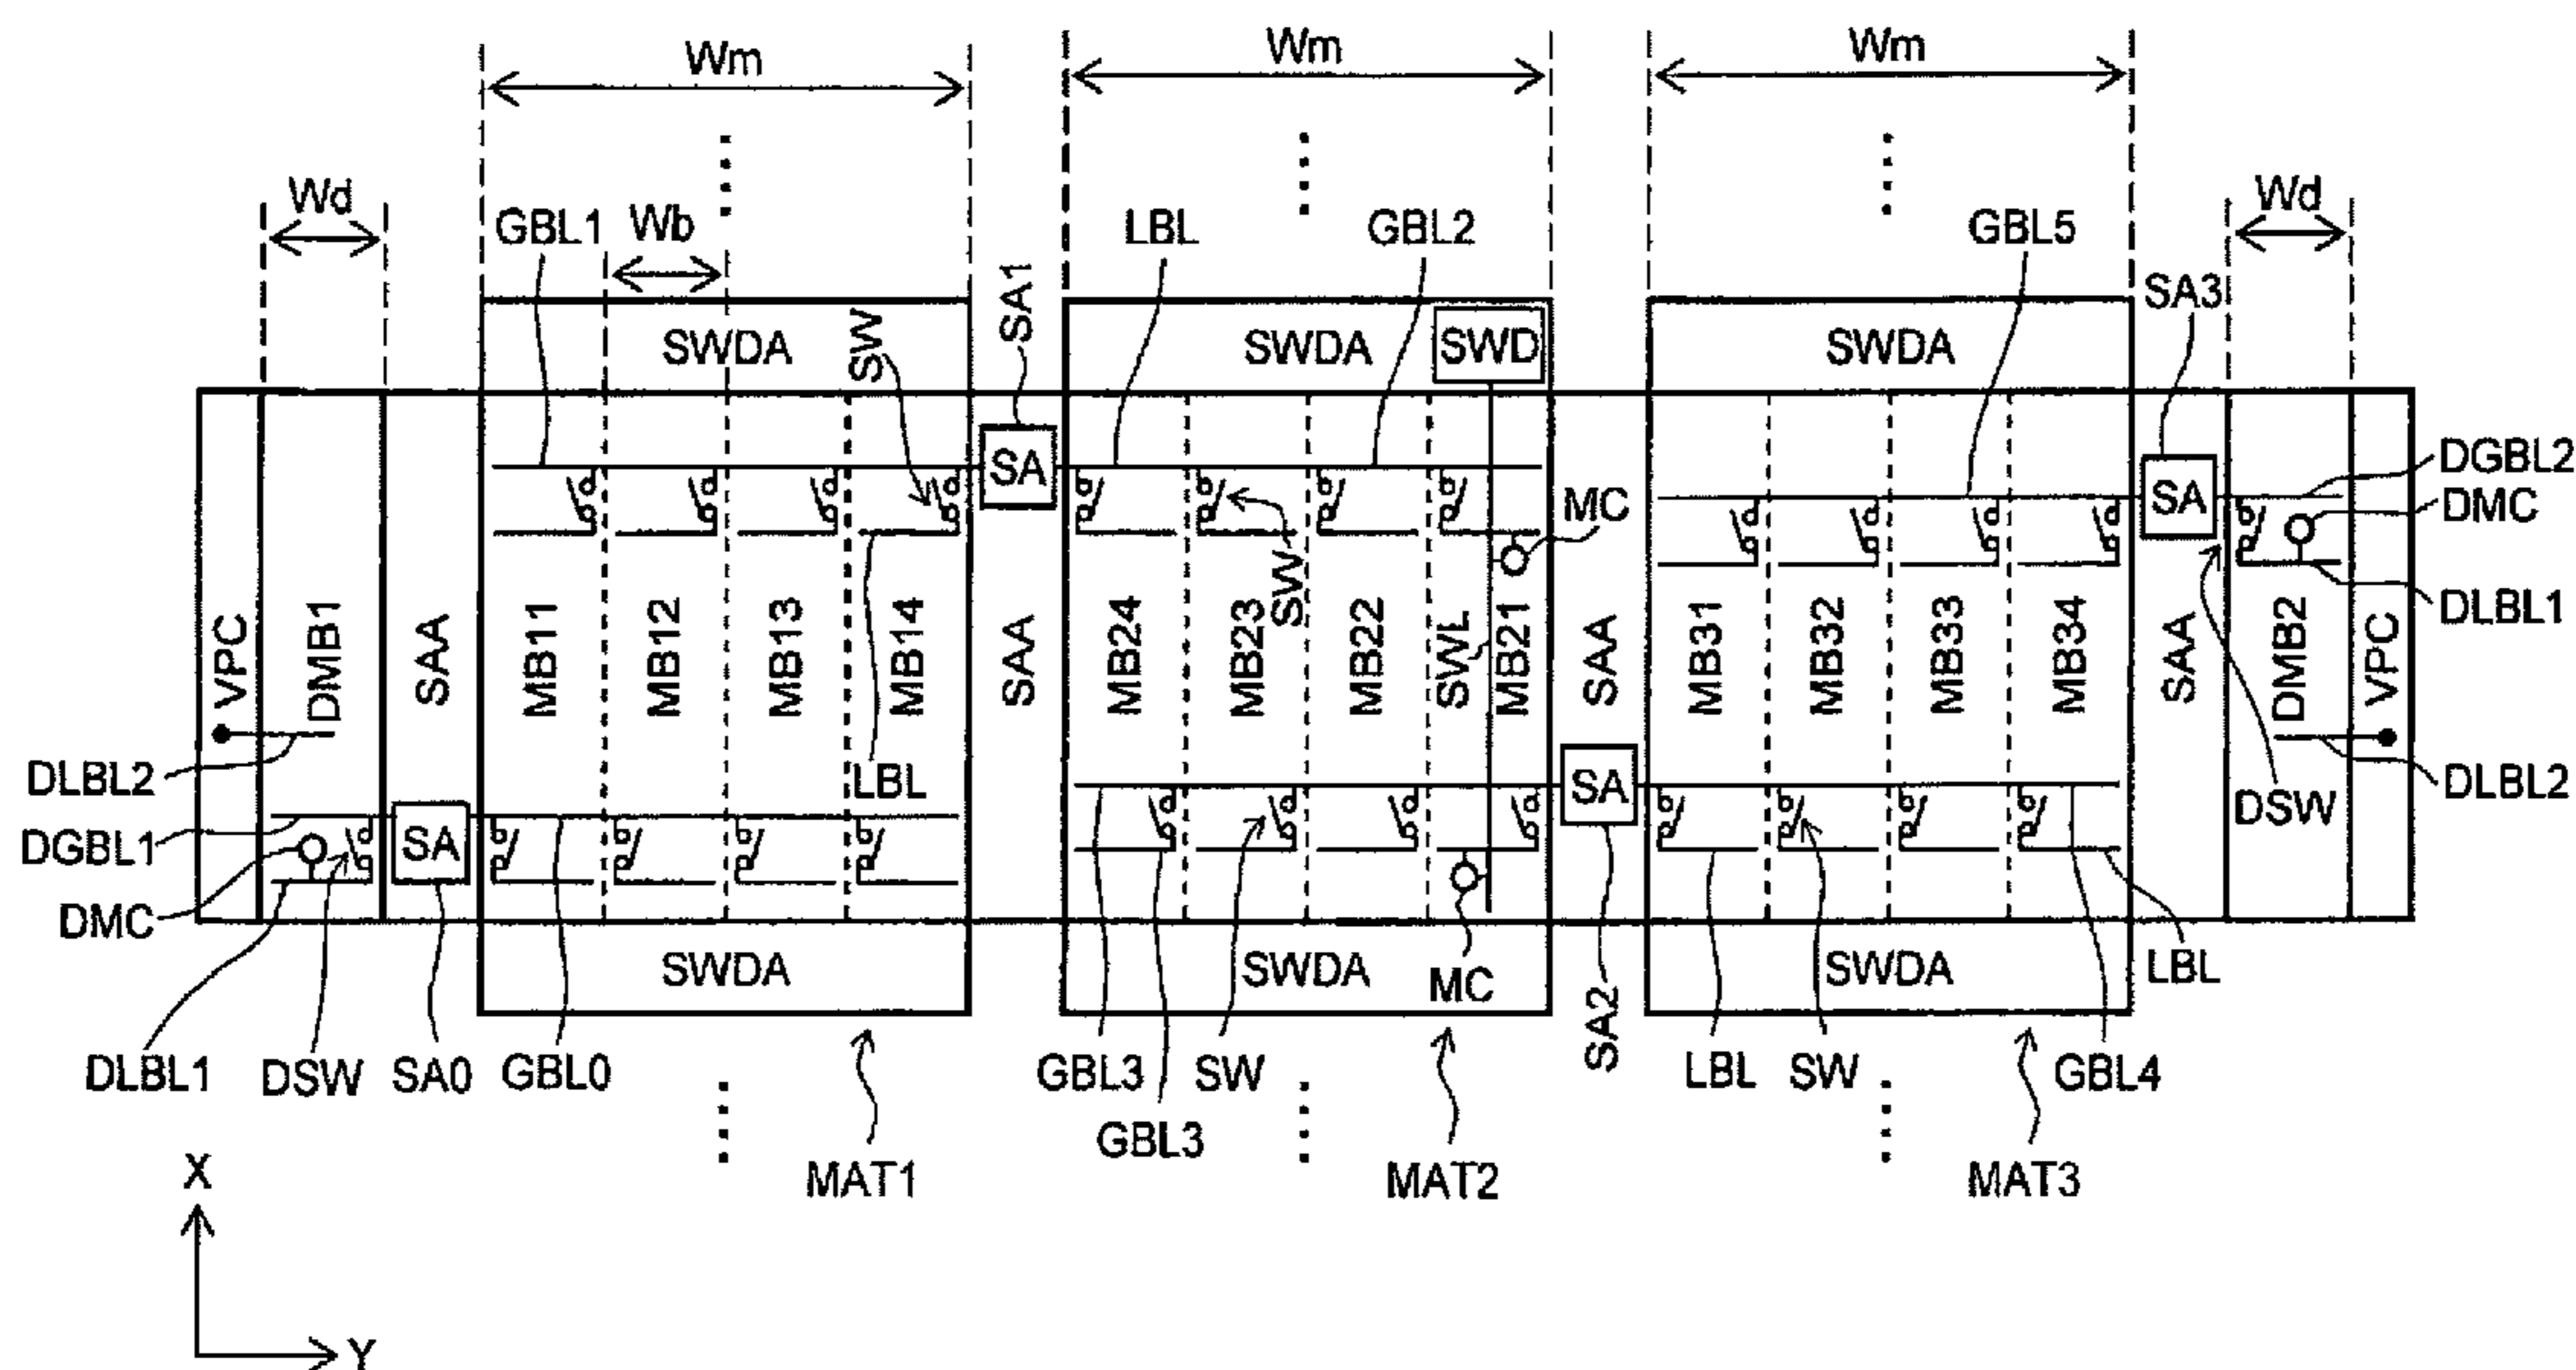 Wm Wm Wm
Wd Wb Wd
GBL1 LBL GBL2 GBL5
SA1 SA3
SWDA SW SWDA SWD SWDA
SA SA DGBL2
MC DMC
SW
DLBL1
VPC DMB1 SAA MB11 MB12 MB13 MB14 SAA MB24 MB23 MB22 SWL MB21 SAA MB31 MB32 MB33 MB34 SAA DMB2 VPC
DLBL2 LBL SA DLBL2
DGBL1 SA DSW
DMC
SWDA SWDA MC SWDA LBL
SA2
DLBL1 DSW SA0 GBL0 GBL3 SW LBL SW GBL4
GBL3
MAT1 MAT2 MAT3
X
Y